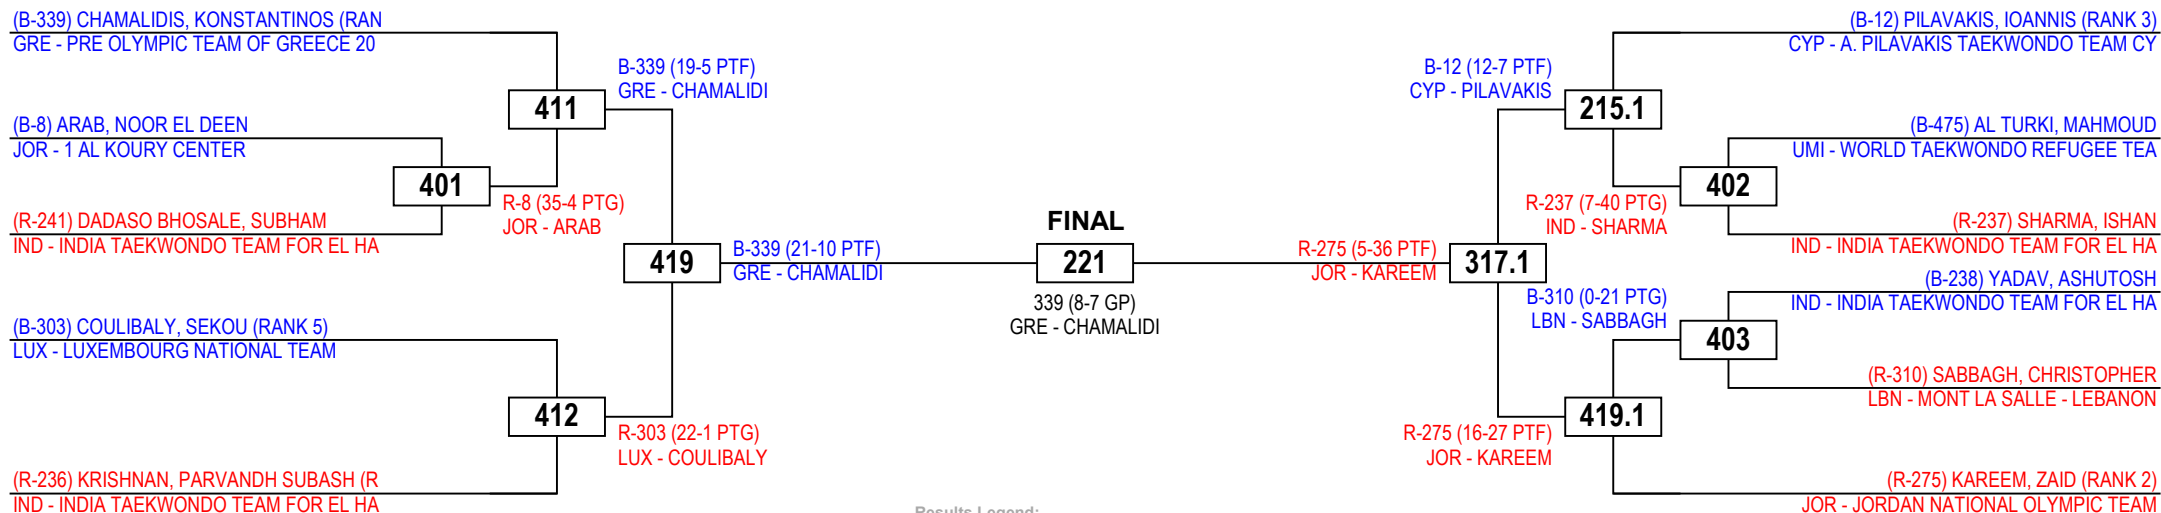 (B-339) CHAMALIDIS, KONSTANTINOS (RAN
GRE - PRE OLYMPIC TEAM OF GREECE 20
(B-8) ARAB, NOOR EL DEEN
JOR - 1 AL KOURY CENTER
(R-241) DADASO BHOSALE, SUBHAM
IND - INDIA TAEKWONDO TEAM FOR EL HA
(B-303) COULIBALY, SEKOU (RANK 5)
LUX - LUXEMBOURG NATIONAL TEAM
(R-236) KRISHNAN, PARVANDH SUBASH (R
IND - INDIA TAEKWONDO TEAM FOR EL HA
401
411
412
R-8 (35-4 PTG)
JOR - ARAB
B-339 (19-5 PTF)
GRE - CHAMALIDI
R-303 (22-1 PTG)
LUX - COULIBALY
419
B-339 (21-10 PTF)
GRE - CHAMALIDI
FINAL
221
339 (8-7 GP)
GRE - CHAMALIDI
R-275 (5-36 PTF)
JOR - KAREEM
317.1
B-12 (12-7 PTF)
CYP - PILAVAKIS
R-275 (16-27 PTF)
JOR - KAREEM
215.1
419.1
R-237 (7-40 PTG)
IND - SHARMA
B-310 (0-21 PTG)
LBN - SABBAGH
402
403
(B-12) PILAVAKIS, IOANNIS (RANK 3)
CYP - A. PILAVAKIS TAEKWONDO TEAM CY
(B-475) AL TURKI, MAHMOUD
UMI - WORLD TAEKWONDO REFUGEE TEA
(R-237) SHARMA, ISHAN
IND - INDIA TAEKWONDO TEAM FOR EL HA
(B-238) YADAV, ASHUTOSH
IND - INDIA TAEKWONDO TEAM FOR EL HA
(R-310) SABBAGH, CHRISTOPHER
LBN - MONT LA SALLE - LEBANON
(R-275) KAREEM, ZAID (RANK 2)
JOR - JORDAN NATIONAL OLYMPIC TEAM
Results Legend: